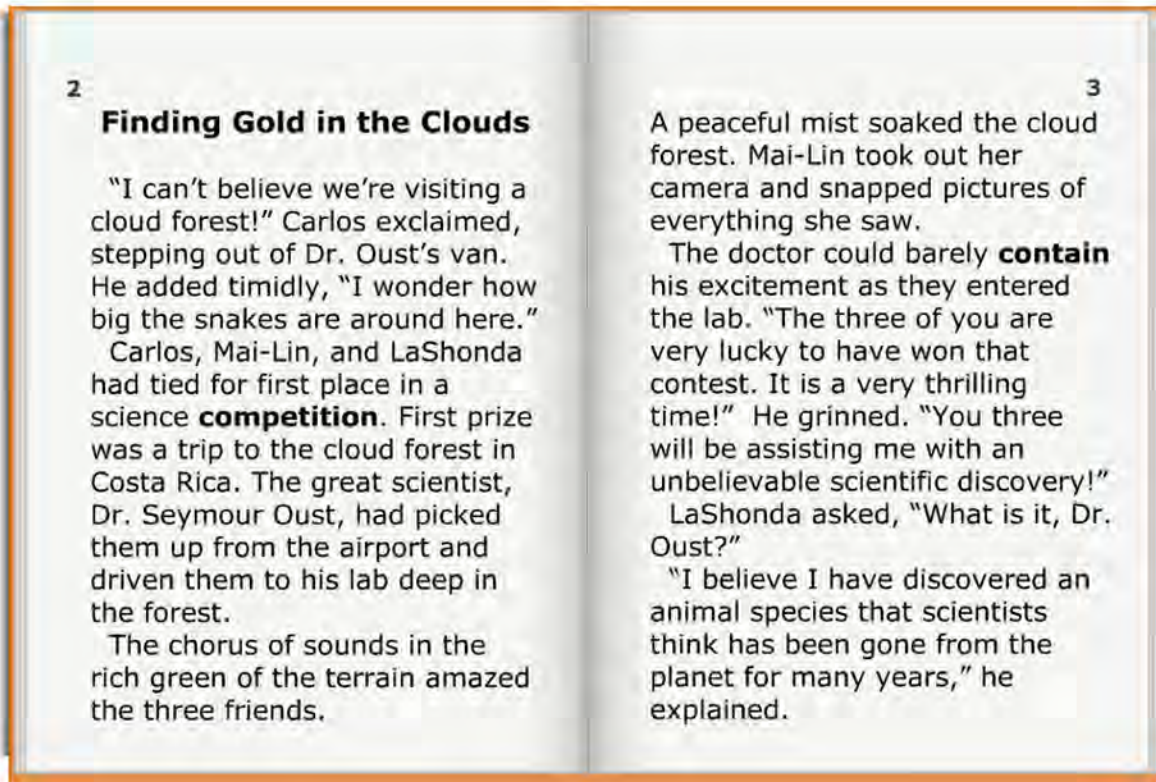 2
Finding Gold in the Clouds
"I can't believe we're visiting a
cloud forest!" Carlos exclaimed,
stepping out of Dr. Oust's van.
He added timidly, "I wonder how
big the snakes are around here."
Carlos, Mai-Lin, and LaShonda
had tied for first place in a
science competition. First prize
was a trip to the cloud forest in
Costa Rica. The great scientist,
Dr. Seymour Oust, had picked
them up from the airport and
driven them to his lab deep in
the forest.
The chorus of sounds in the
rich green of the terrain amazed
the three friends.
3
A peaceful mist soaked the cloud
forest. Mai-Lin took out her
camera and snapped pictures of
everything she saw.
The doctor could barely contain
his excitement as they entered
the lab. "The three of you are
very lucky to have won that
contest. It is a very thrilling
time!"  He grinned. "You three
will be assisting me with an
unbelievable scientific discovery!"
LaShonda asked, "What is it, Dr.
Oust?"
"I believe I have discovered an
animal species that scientists
think has been gone from the
planet for many years," he
explained.